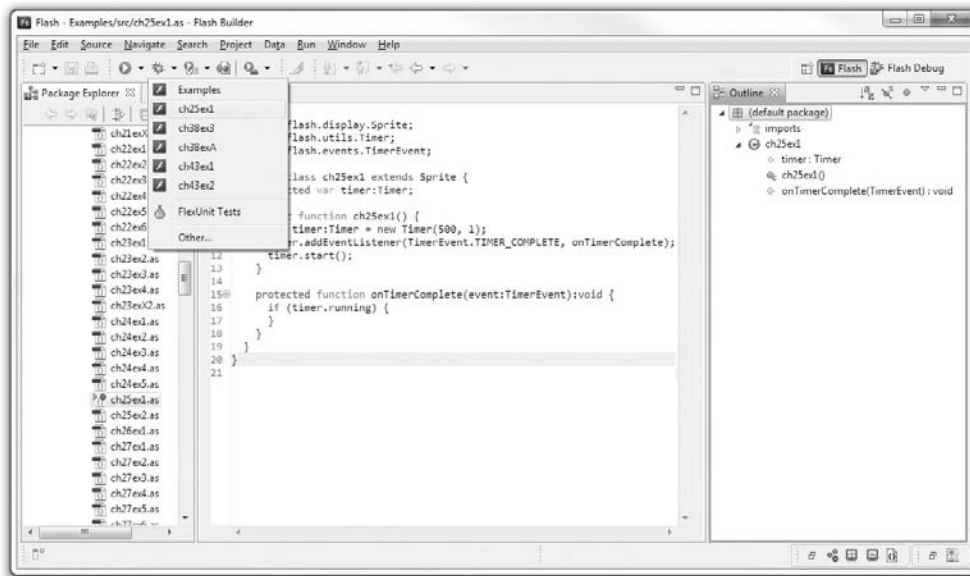 Flash - Examples/src/ch25ex1.as - Flash Builder
File Edit Source Navigate Search Project Data Run Window Help
Flash Flash Debug
Package Explorer
Outline
Examples
ch25ex1
ch38ex3
ch38exA
ch43ex1
ch43ex2
FlexUnit Tests
Other...
ch21exX
ch22ex1
ch22ex2
ch22ex3
ch22ex4
ch22ex5
ch22ex6
ch23ex1
ch23ex2.as
ch23ex3.as
ch23ex4.as
ch23exX2.as
ch24ex1.as
ch24ex2.as
ch24ex3.as
ch24ex4.as
ch24ex5.as
ch25ex1.as
ch25ex2.as
ch26ex1.as
ch27ex1.as
ch27ex2.as
ch27ex3.as
ch27ex4.as
ch27ex5.as
flash.display.Sprite;
flash.utils.Timer;
flash.events.TimerEvent;
class ch25ex1 extends Sprite {
cted var timer:Timer;
function ch25ex1() {
timer:Timer = new Timer(500, 1);
er.addEventListener(TimerEvent.TIMER_COMPLETE, onTimerComplete);
12 timer.start();
13 }
14
15 protected function onTimerComplete(event:TimerEvent):void {
16 if (timer.running) {
17 }
18 }
19 }
20 }
21
(default package)
imports
ch25ex1
timer : Timer
ch25ex1()
onTimerComplete(TimerEvent) : void